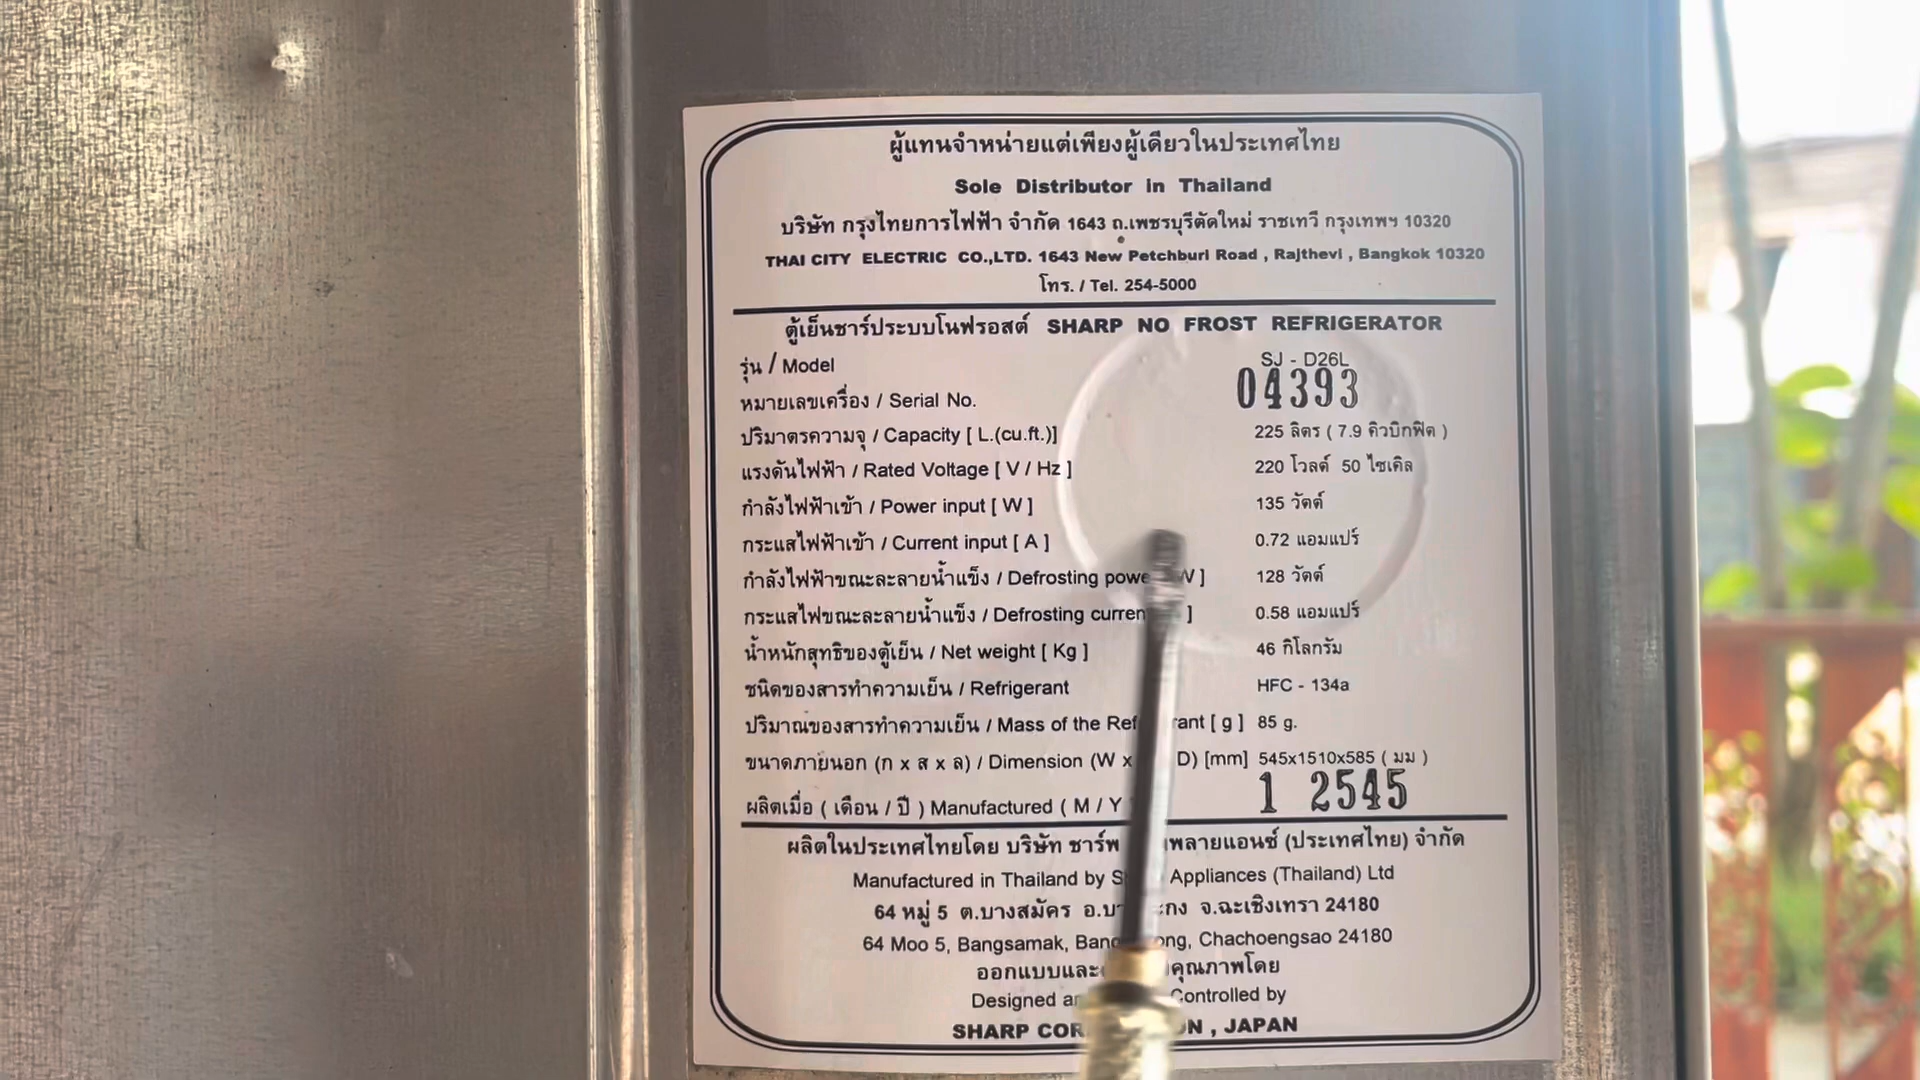 ผู้แทนจำหน่ายแต่เพียงผู้เดียวในประเทศไทย
Sole Distributor in Thailand
บริษัท กรุงไทยการไฟฟ้า จำกัด 1643 ถ.เพชรบุรีตัดใหม่ ราชเทวี กรุงเทพฯ 10320
THAI CITY ELECTRIC CO.,LTD. 1643 New Petchburi Road , Rajthevi , Bangkok 10320
โทร. / Tel. 254-5000
ตู้เย็นชาร์ประบบโนฟรอสต์ SHARP NO FROST REFRIGERATOR
รุ่น / Model SJ - D26L
หมายเลขเครื่อง / Serial No. 04393
ปริมาตรความจุ / Capacity [ L.(cu.ft.)] 225 ลิตร ( 7.9 คิวบิกฟิต )
แรงดันไฟฟ้า / Rated Voltage [ V / Hz ] 220 โวลต์ 50 ไซเคิล
กำลังไฟฟ้าเข้า / Power input [ W ] 135 วัตต์
กระแสไฟฟ้าเข้า / Current input [ A ] 0.72 แอมแปร์
กำลังไฟฟ้าขณะละลายน้ำแข็ง / Defrosting powe W ] 128 วัตต์
กระแสไฟขณะละลายน้ำแข็ง / Defrosting curren ] 0.58 แอมแปร์
น้ำหนักสุทธิของตู้เย็น / Net weight [ Kg ] 46 กิโลกรัม
ชนิดของสารทำความเย็น / Refrigerant HFC - 134a
ปริมาณของสารทำความเย็น / Mass of the Ref rant [ g ] 85 g.
ขนาดภายนอก (ก x ส x ล) / Dimension (W x D) [mm] 545x1510x585 ( มม )
ผลิตเมื่อ ( เดือน / ปี ) Manufactured ( M / Y 1 2545
ผลิตในประเทศไทยโดย บริษัท ชาร์พ พลายแอนซ์ (ประเทศไทย) จำกัด
Manufactured in Thailand by S Appliances (Thailand) Ltd
64 หมู่ 5 ต.บางสมัคร อ.บา กง จ.ฉะเชิงเทรา 24180
64 Moo 5, Bangsamak, Bang ong, Chachoengsao 24180
ออกแบบและ คุณภาพโดย
Designed an Controlled by
SHARP COR N , JAPAN